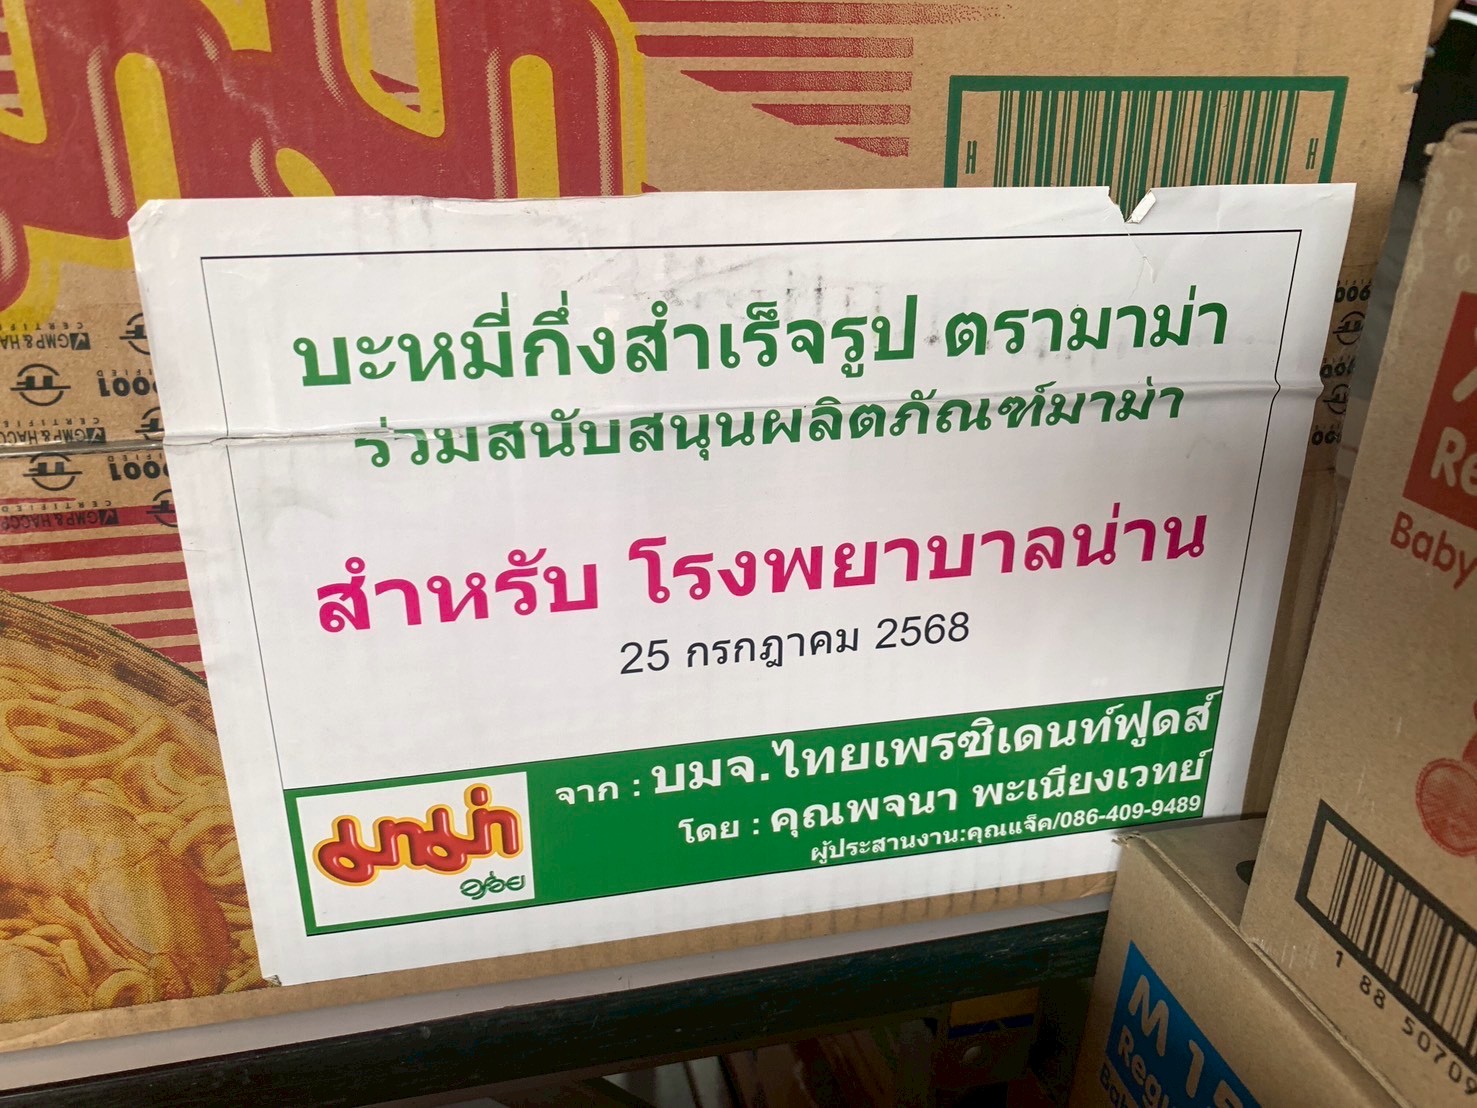 บะหมี่กึ่งสำเร็จรูป ตรามาม่า
ร่วมสนับสนุนผลิตภัณฑ์มาม่า
สำหรับ โรงพยาบาลน่าน
25 กรกฎาคม 2568
จาก : บมจ.ไทยเพรซิเดนท์ฟูดส์
โดย : คุณพจนา พะเนียงเวทย์
ผู้ประสานงาน:คุณแจ็ค/086-409-9489
มาม่า
อร่อย
H H
GMP & HACCP
CERTIFIED
Baby
1 88 50709
M